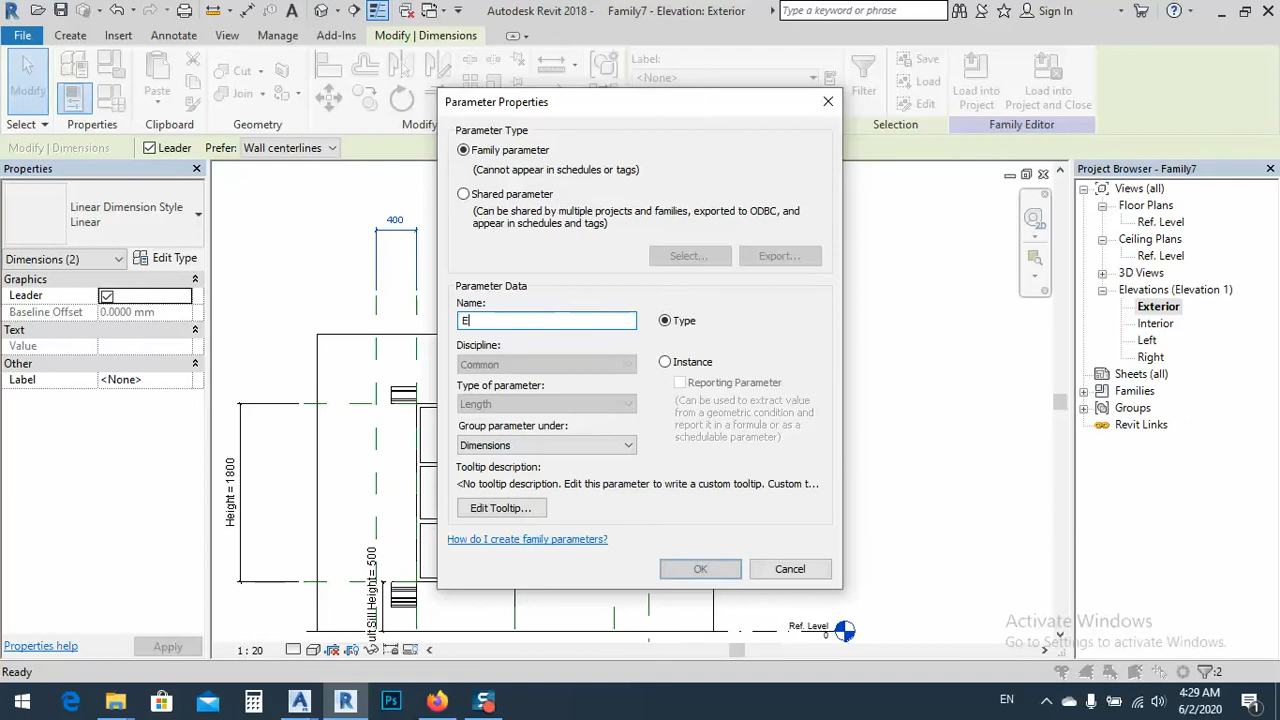 Autodesk Revit 2018 - Family7 - Elevation: Exterior
Type a keyword or phrase
Sign In
File
Create
Insert
Annotate
View
Manage
Add-Ins
Modify | Dimensions
Modify
Paste
Cut
Join
Label:
<None>
Filter
Save
Load
Edit
Load into
Project
Load into
Project and Close
Select
Properties
Clipboard
Geometry
Modif
Selection
Family Editor
Modify | Dimensions
Leader
Prefer:
Wall centerlines
Properties
Linear Dimension Style
Linear
Dimensions (2)
Edit Type
Graphics
Leader
Baseline Offset
0.0000 mm
Text
Value
Other
Label
<None>
Properties help
Apply
400
Height = 1800
ult Sill Height = 500
Ref. Level
0
1 : 20
Parameter Properties
Parameter Type
Family parameter
(Cannot appear in schedules or tags)
Shared parameter
(Can be shared by multiple projects and families, exported to ODBC, and
appear in schedules and tags)
Select...
Export...
Parameter Data
Name:
E
Type
Discipline:
Common
Instance
Type of parameter:
Length
Reporting Parameter
(Can be used to extract value
from a geometric condition and
report it in a formula or as a
schedulable parameter)
Group parameter under:
Dimensions
Tooltip description:
<No tooltip description. Edit this parameter to write a custom tooltip. Custom t...
Edit Tooltip...
How do I create family parameters?
OK
Cancel
2D
Project Browser - Family7
Views (all)
Floor Plans
Ref. Level
Ceiling Plans
Ref. Level
3D Views
Elevations (Elevation 1)
Exterior
Interior
Left
Right
Sheets (all)
Families
Groups
Revit Links
Activate Windows
Go to Settings to activate Windows.
Ready
:2
EN
4:29 AM
6/2/2020